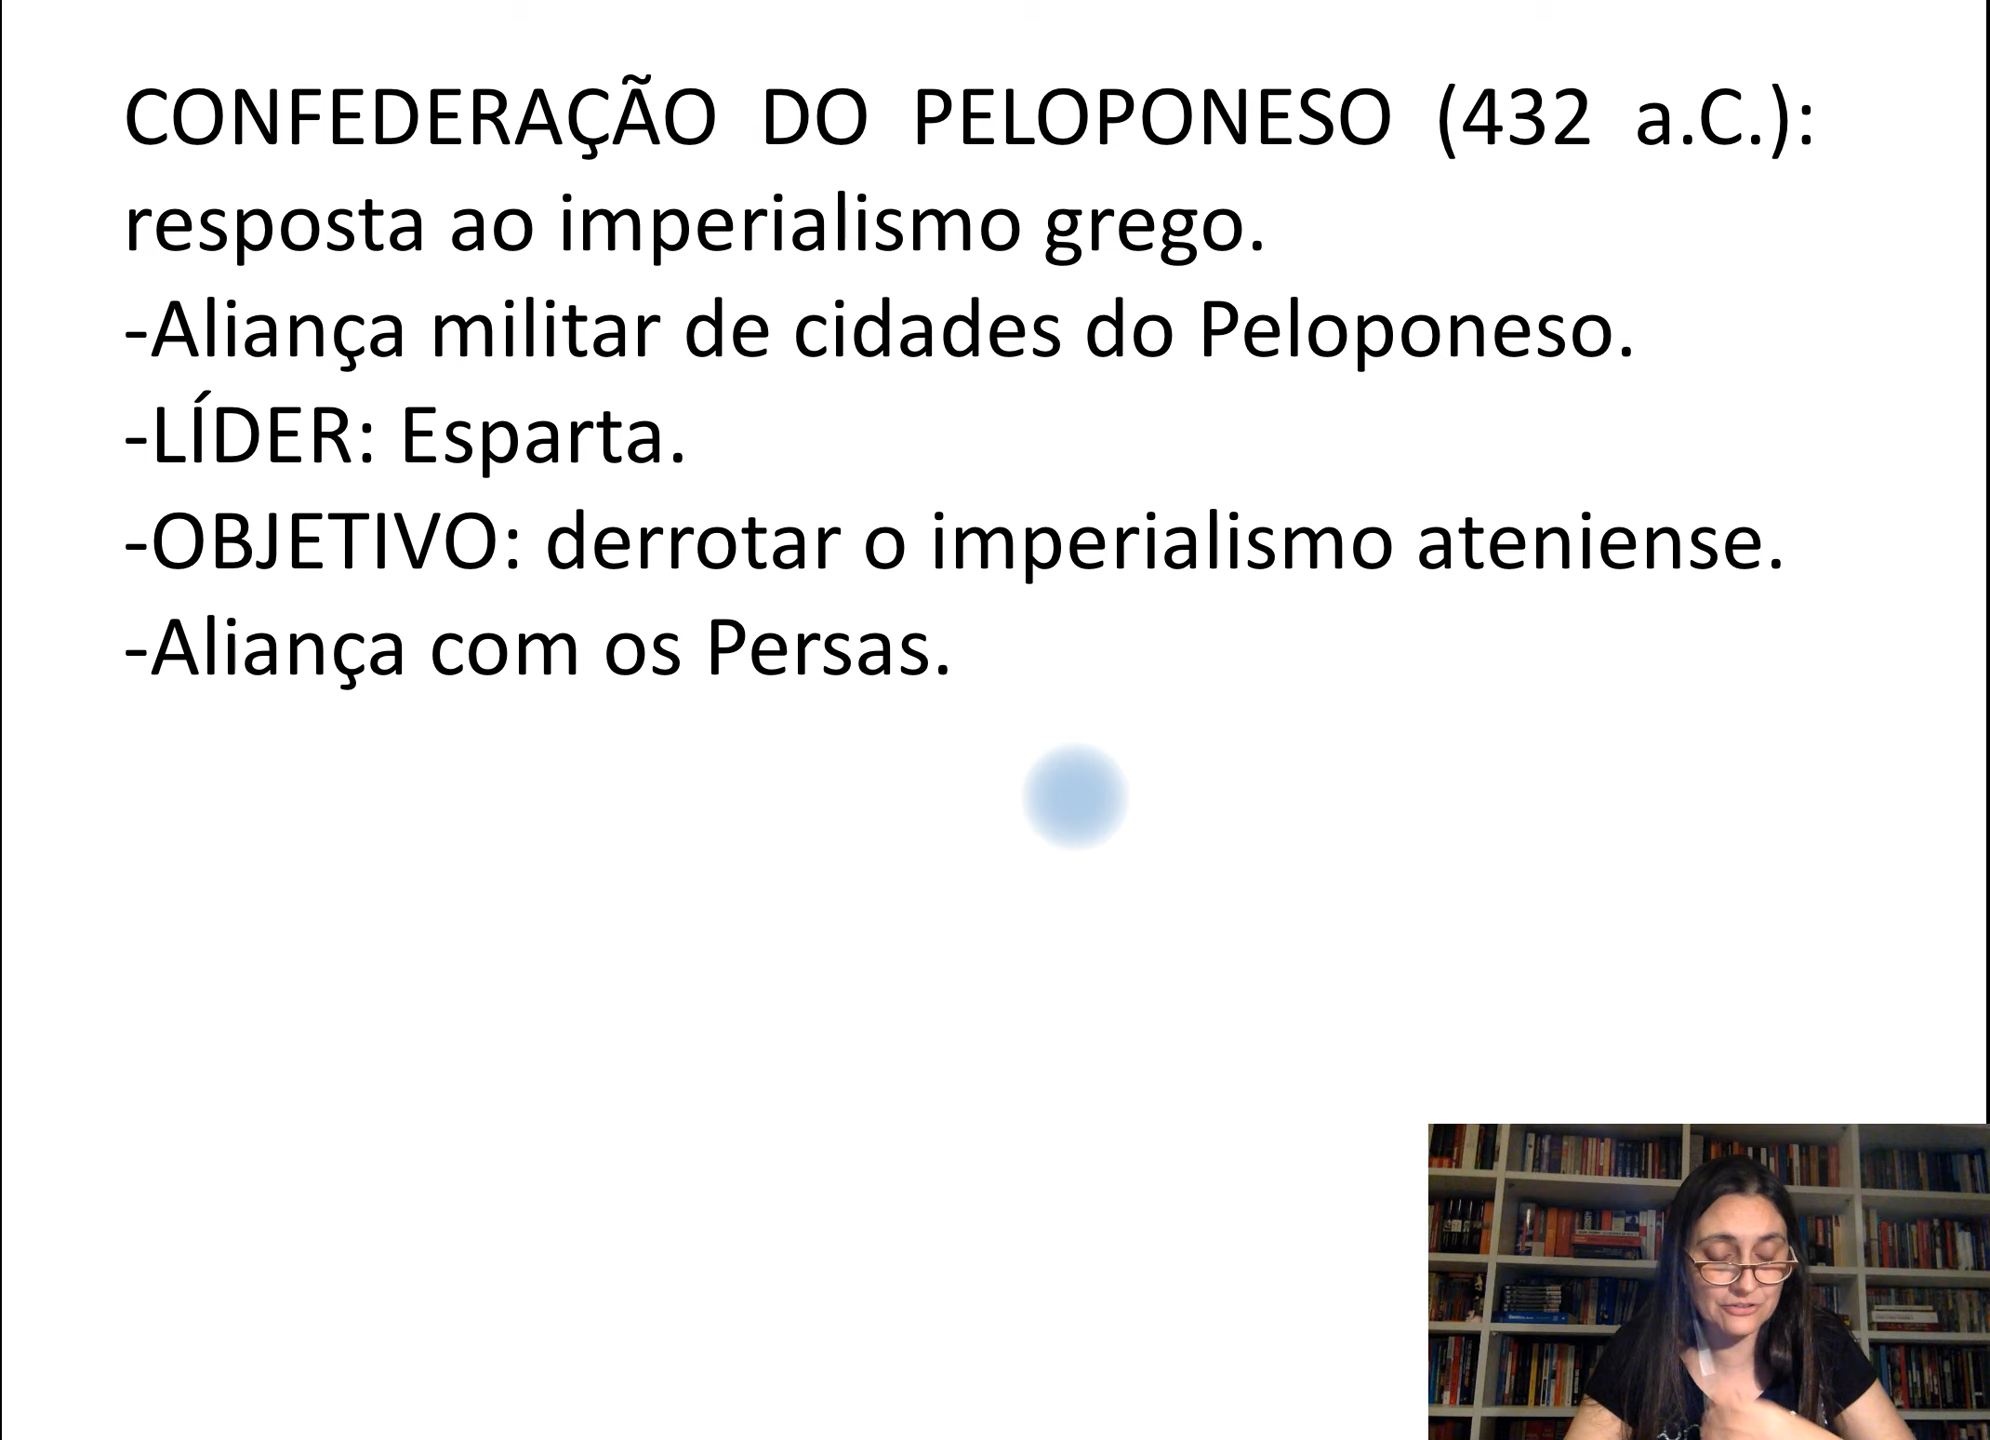 CONFEDERAÇÃO DO PELOPONESO (432 a.C.):
resposta ao imperialismo grego.
-Aliança militar de cidades do Peloponeso.
-LÍDER: Esparta.
-OBJETIVO: derrotar o imperialismo ateniense.
-Aliança com os Persas.